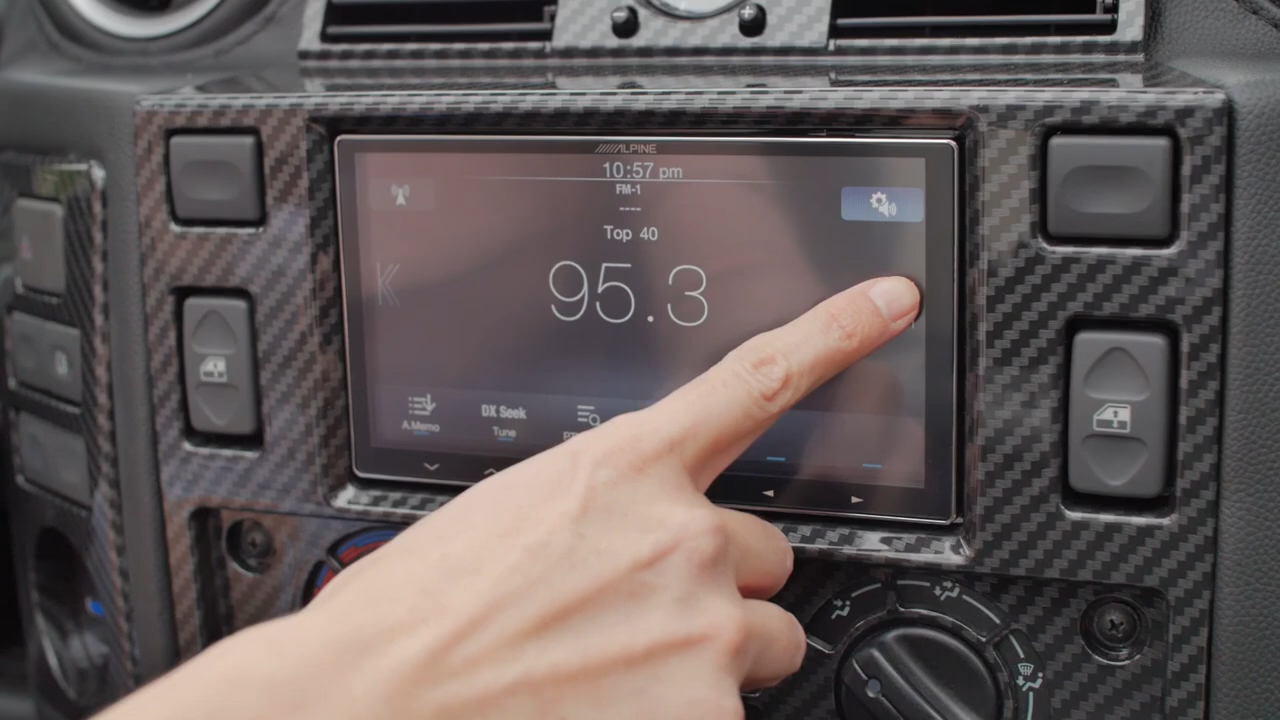 ALPINE
10:57 pm
FM-1
----
Top 40
95.3
A.Memo
DX Seek
Tune